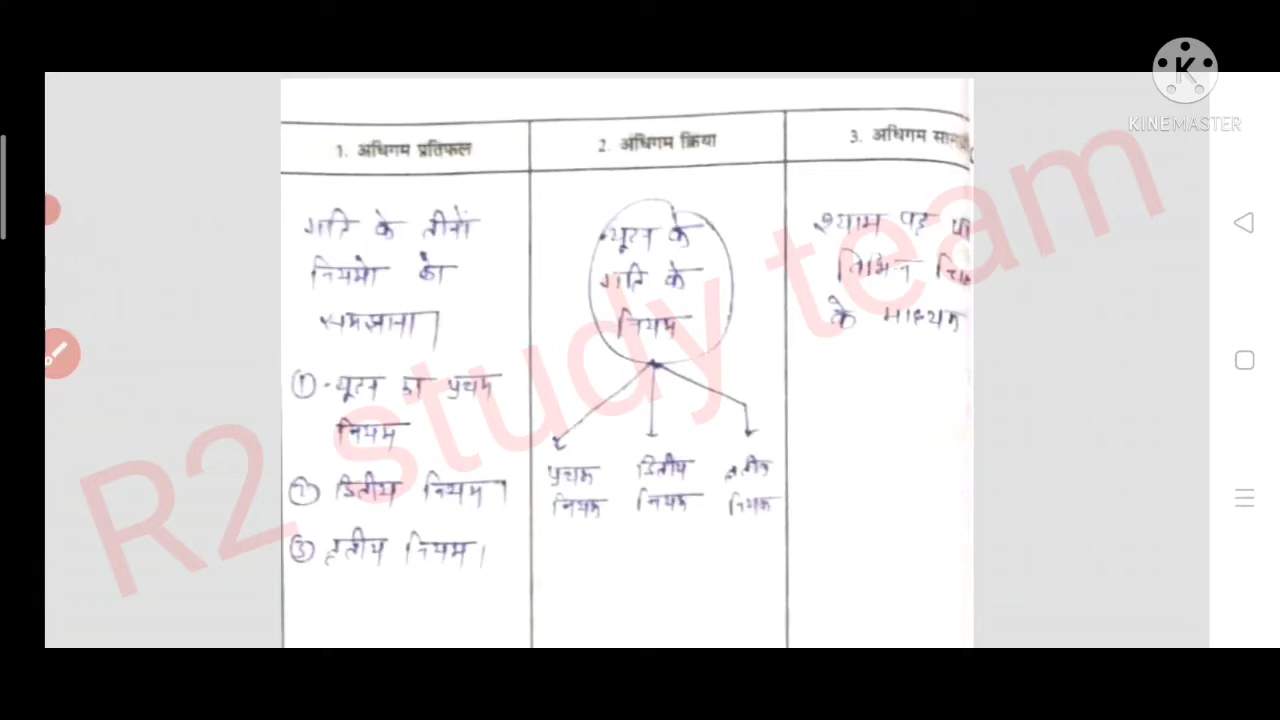 KINEMASTER
1. अधिगम प्रतिफल
2. अधिगम क्रिया
3. अधिगम
गति के तीनों
नियमो को
समझाना।
① न्यूटन का प्रथम
नियम
② द्वितीय नियम।
③ तृतीय नियम।
न्यूटन के
गति के
नियम
प्रथम
नियम
द्वितीय
नियम
तृतीय
नियम
श्याम पट्ट
के माध्यम
R2 study team